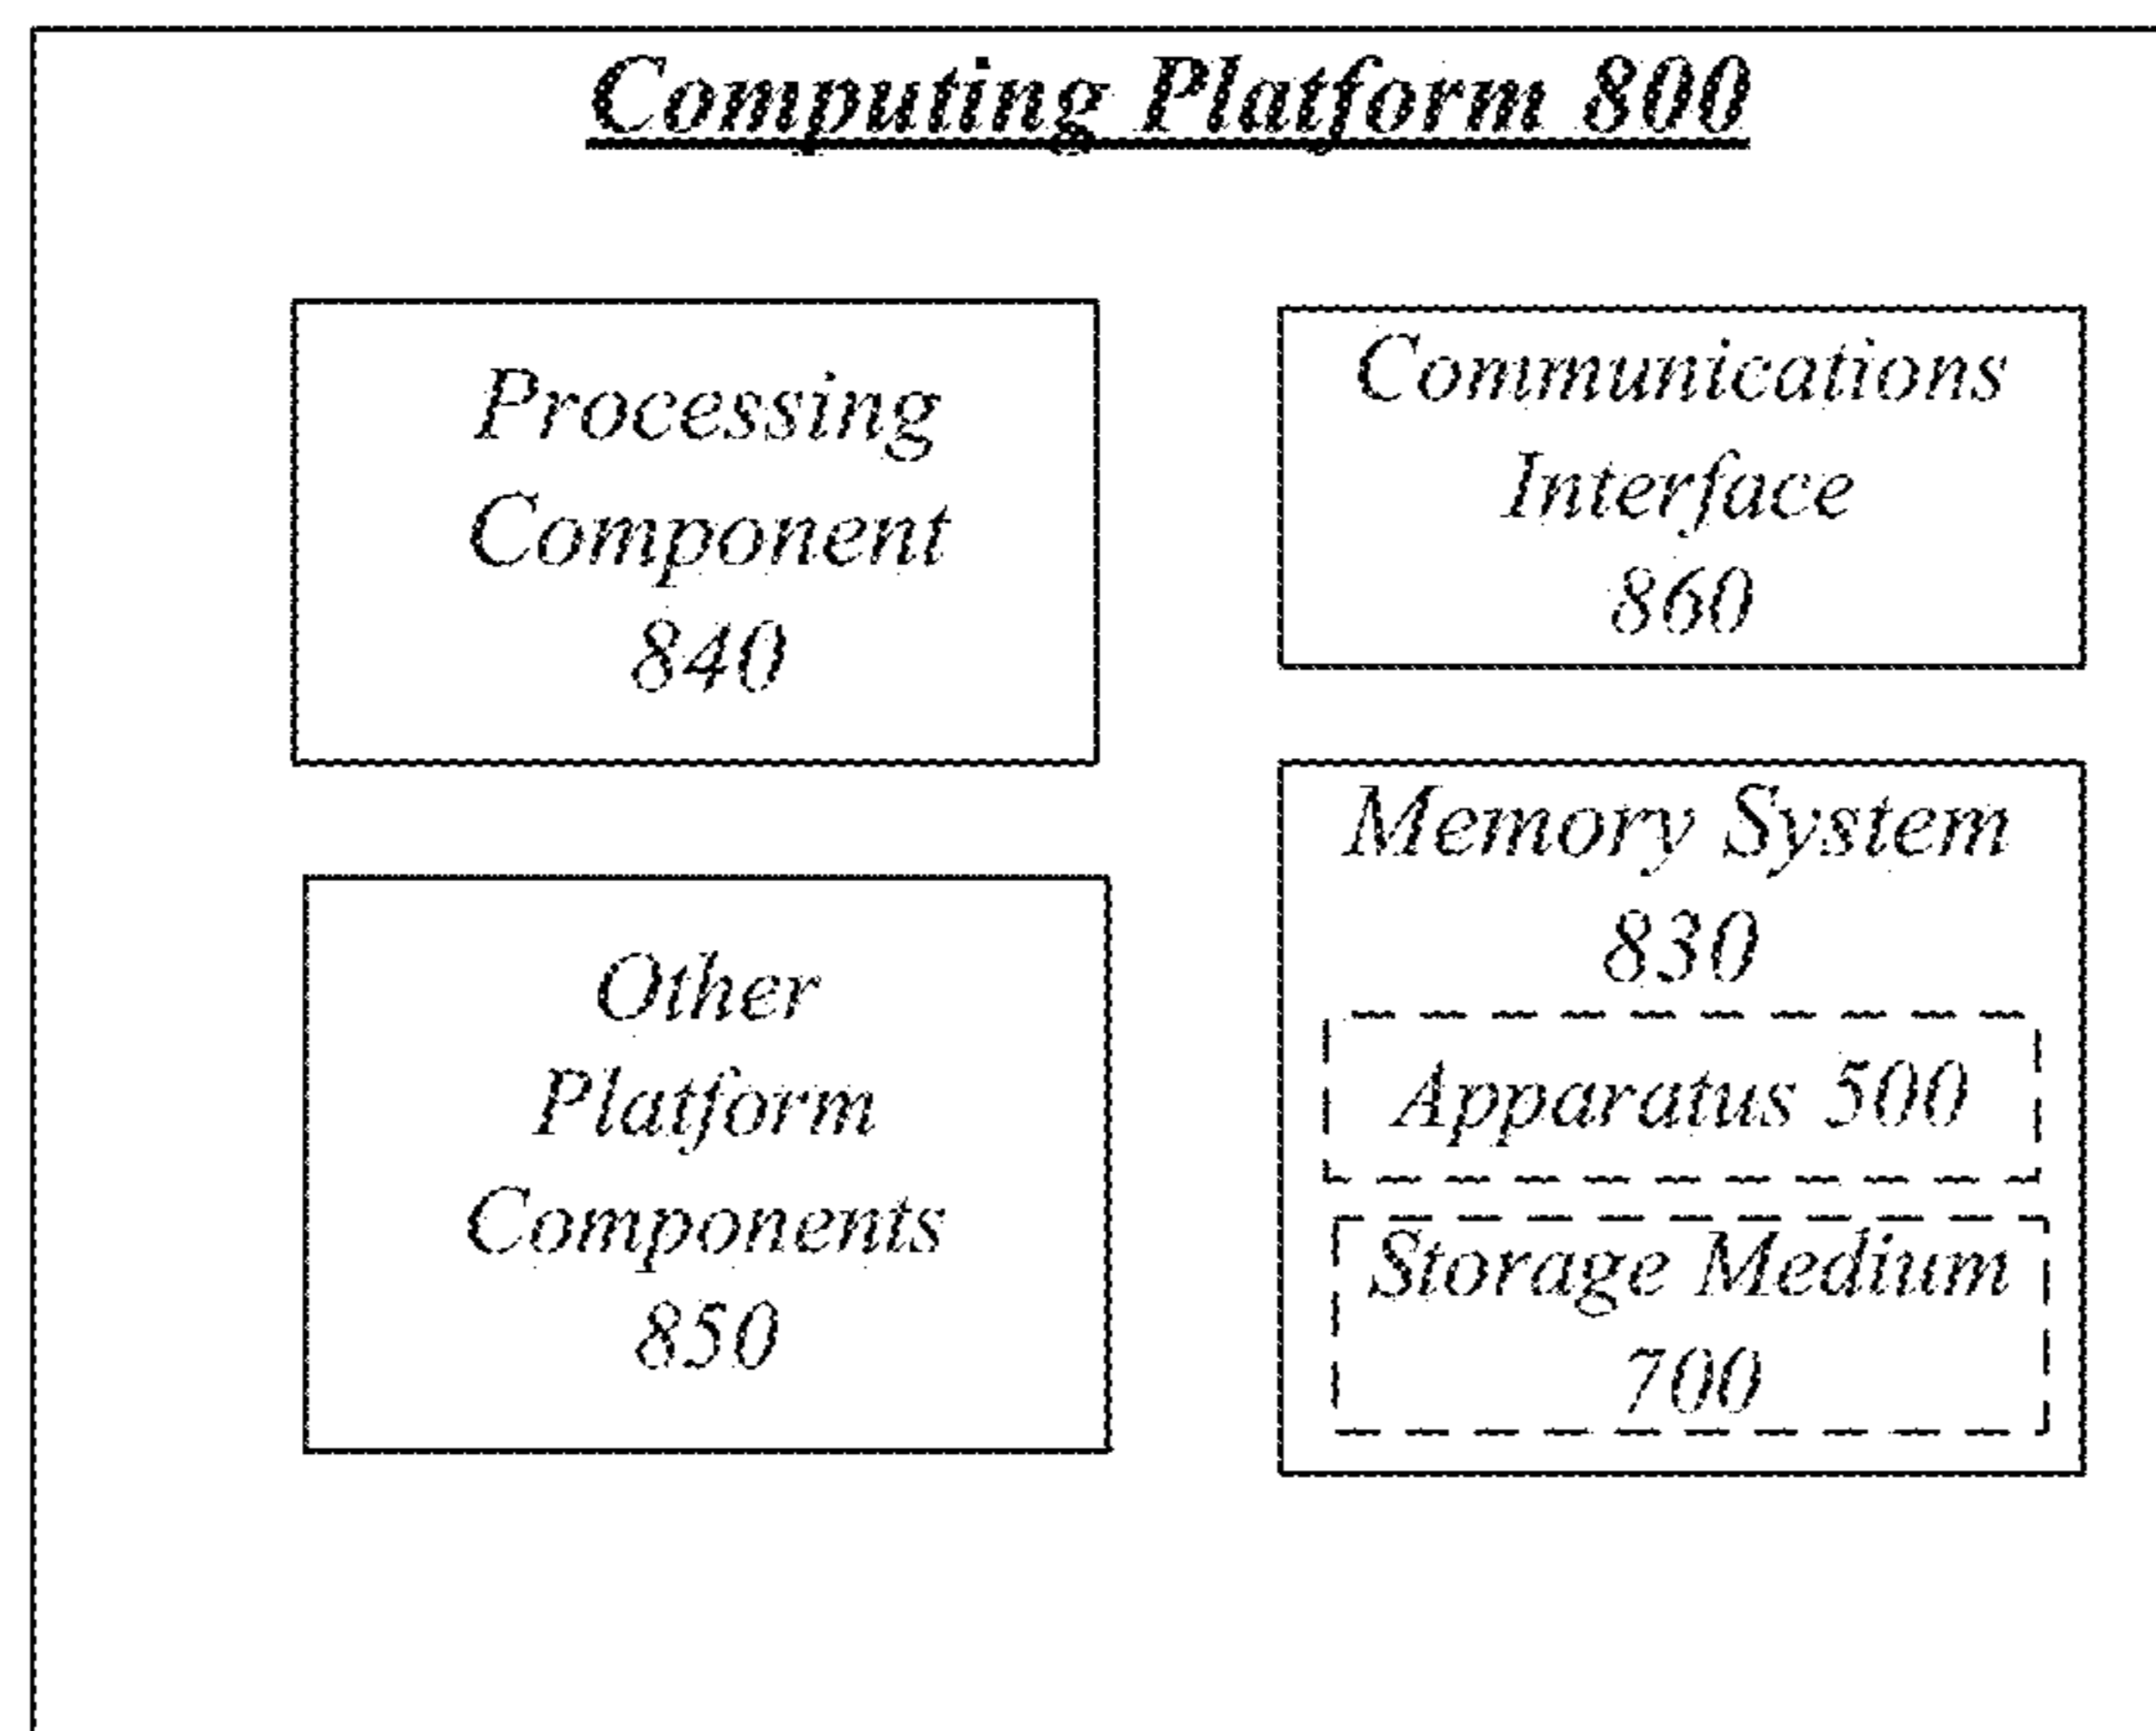 Computing Platform 800
Processing
Component
840
Communications
Interface
860
Other
Platform
Components
850
Memory System
830
Apparatus 500
Storage Medium
700